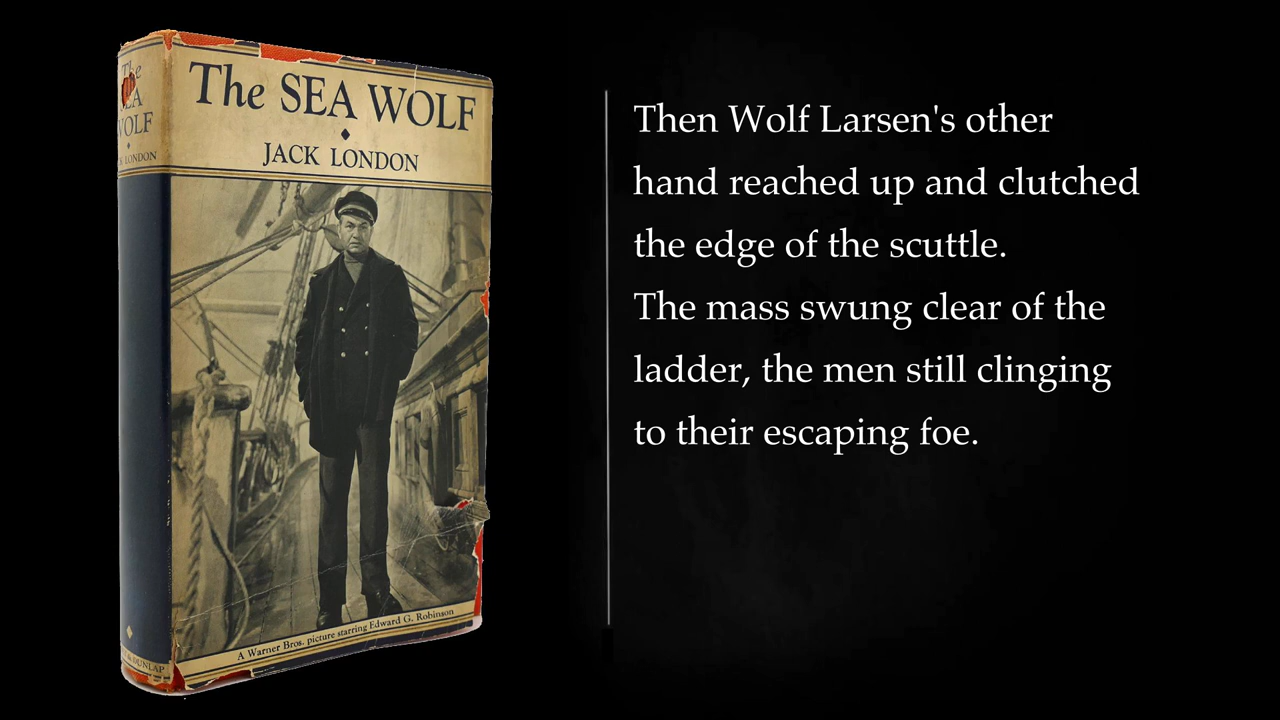 The
SEA
WOLF
LONDON
The SEA WOLF
JACK LONDON
A Warner Bros. picture starring Edward G. Robinson
DUNLAP
Then Wolf Larsen's other
hand reached up and clutched
the edge of the scuttle.
The mass swung clear of the
ladder, the men still clinging
to their escaping foe.